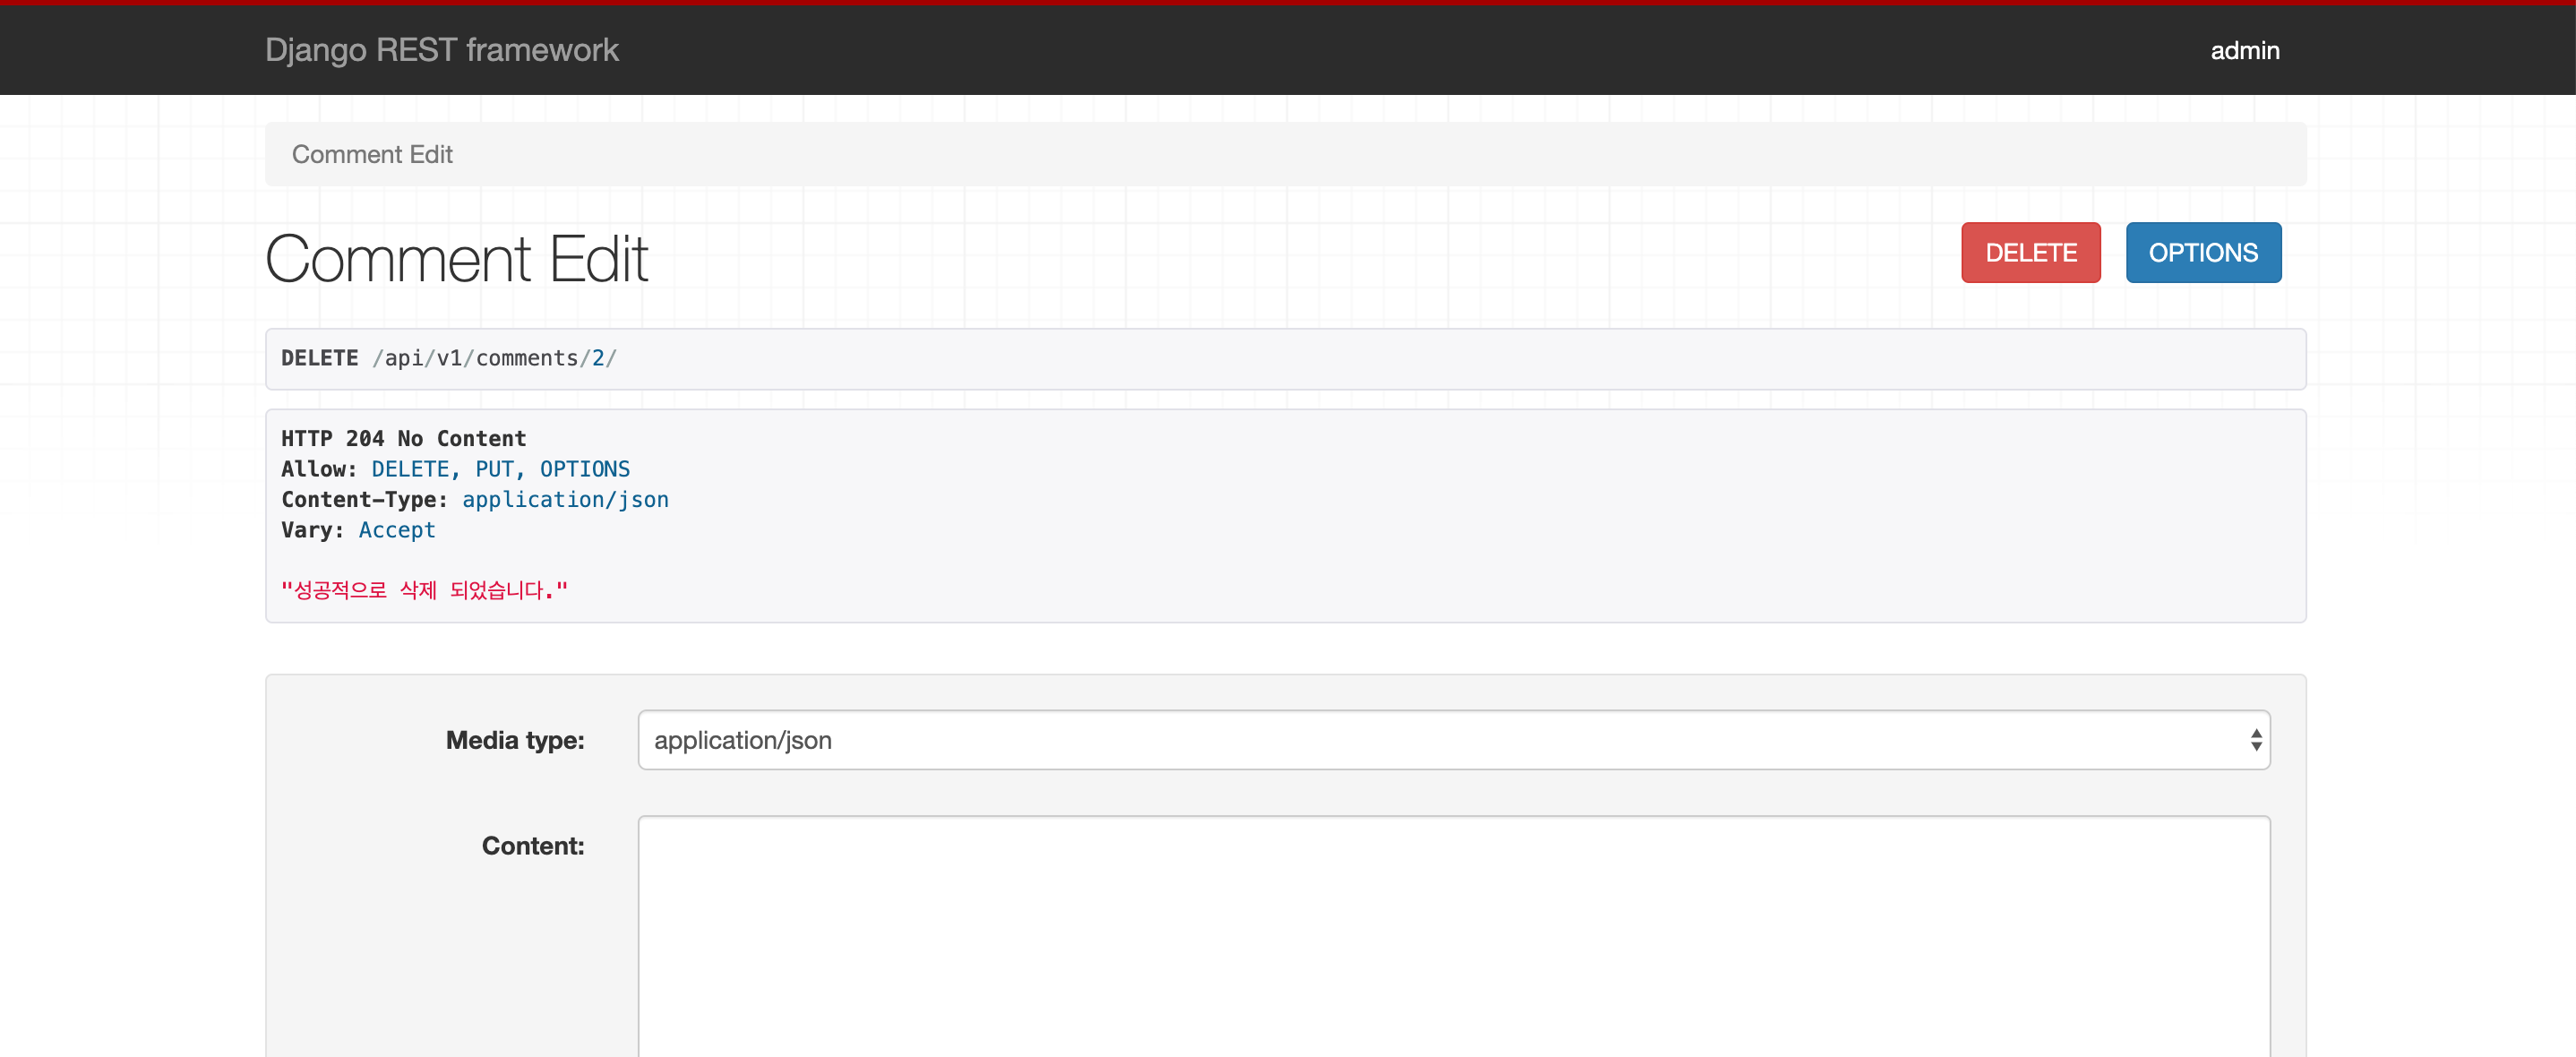 Django REST framework
admin
Comment Edit
Comment Edit
DELETE
OPTIONS
DELETE /api/v1/comments/2/
HTTP 204 No Content
Allow: DELETE, PUT, OPTIONS
Content-Type: application/json
Vary: Accept
"성공적으로 삭제 되었습니다."
Media type:
application/json
Content: